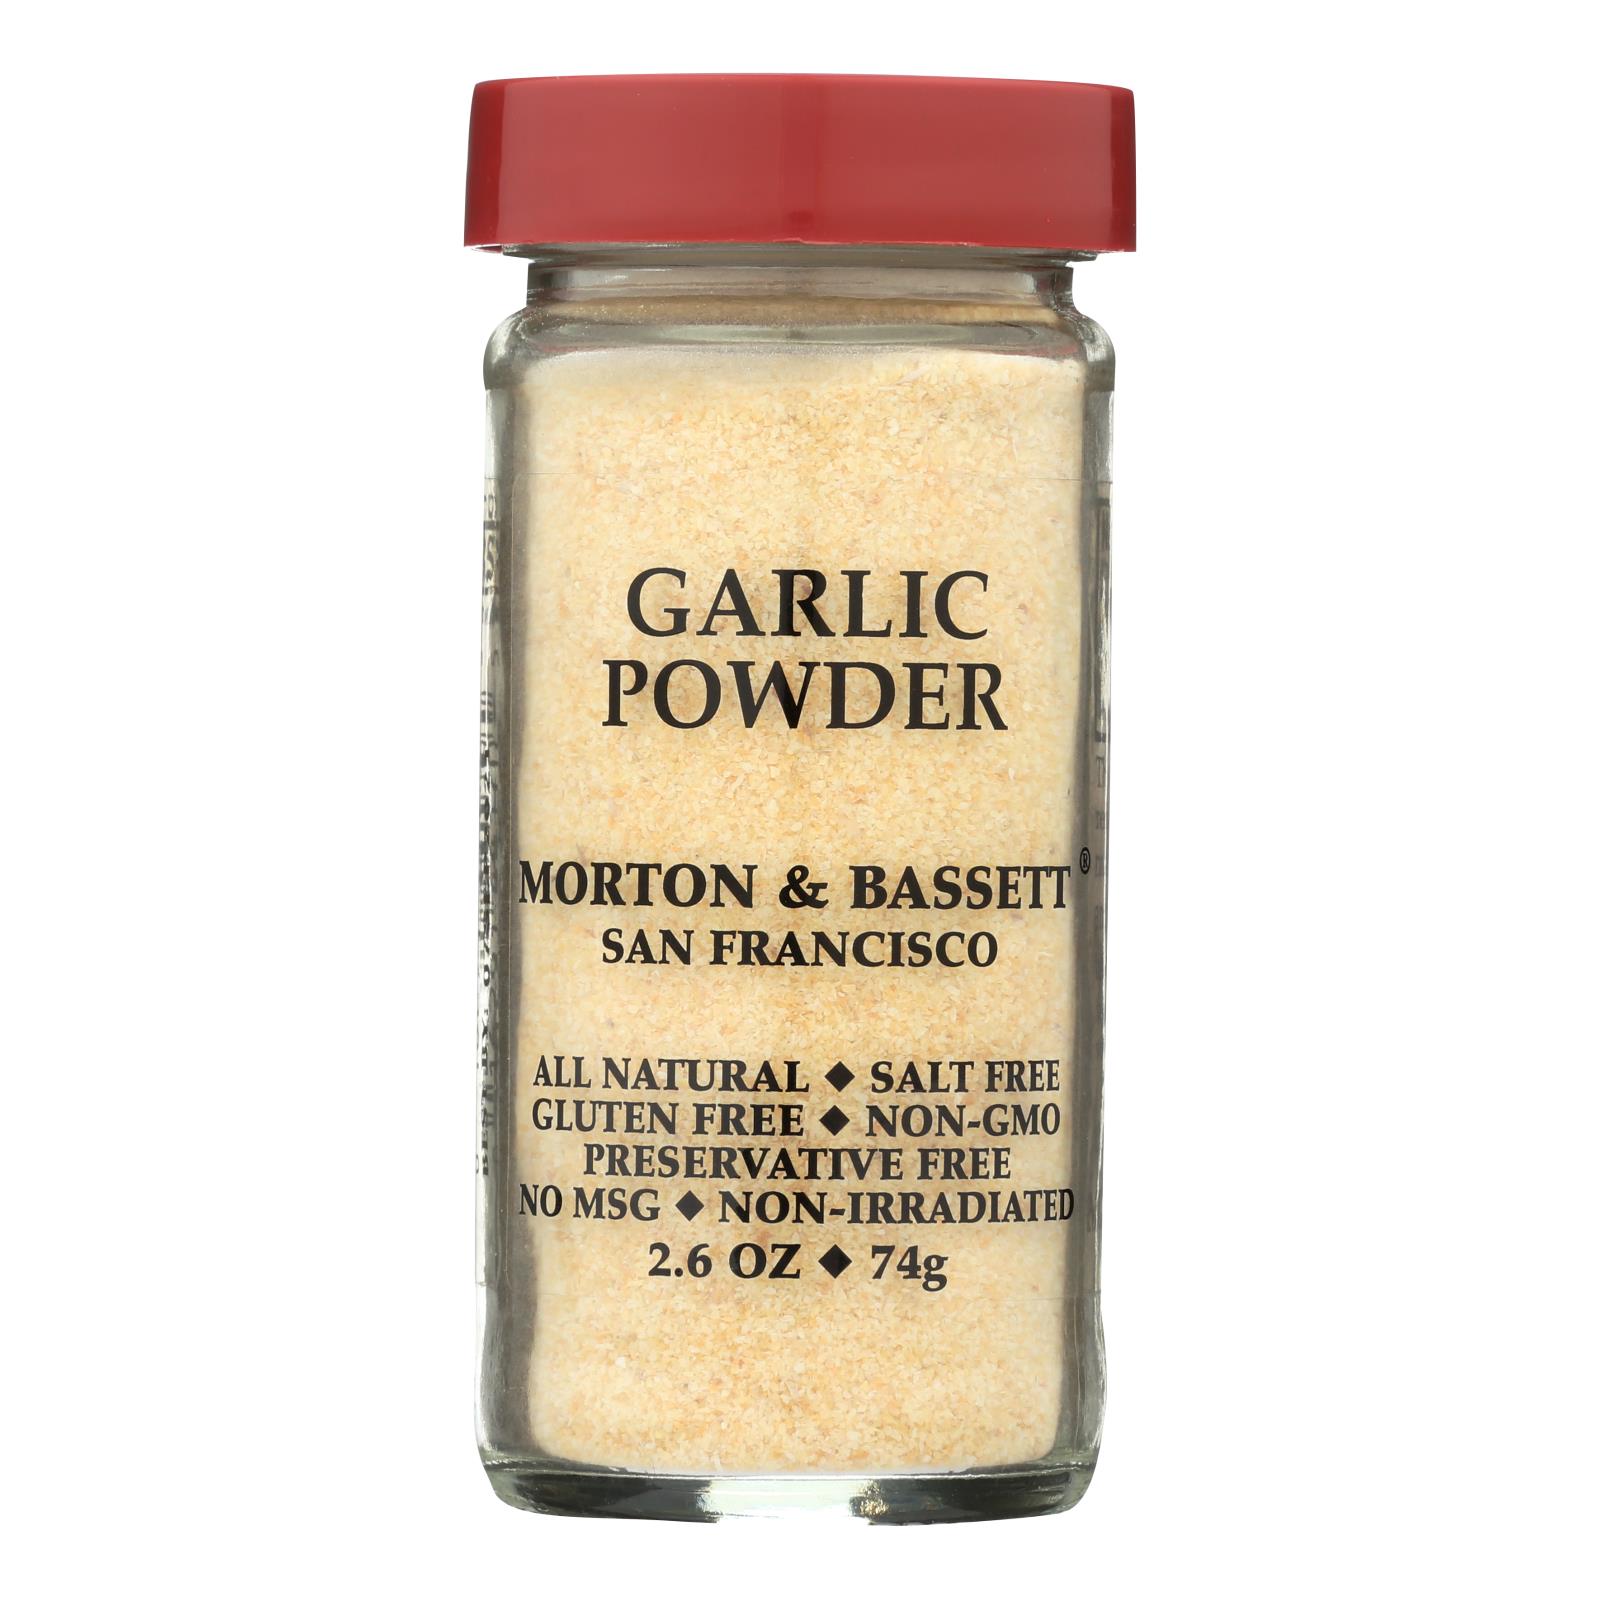 GARLIC
POWDER
MORTON & BASSETT®
SAN FRANCISCO
ALL NATURAL ◆ SALT FREE
GLUTEN FREE ◆ NON-GMO
PRESERVATIVE FREE
NO MSG ◆ NON-IRRADIATED
2.6 OZ ◆ 74g